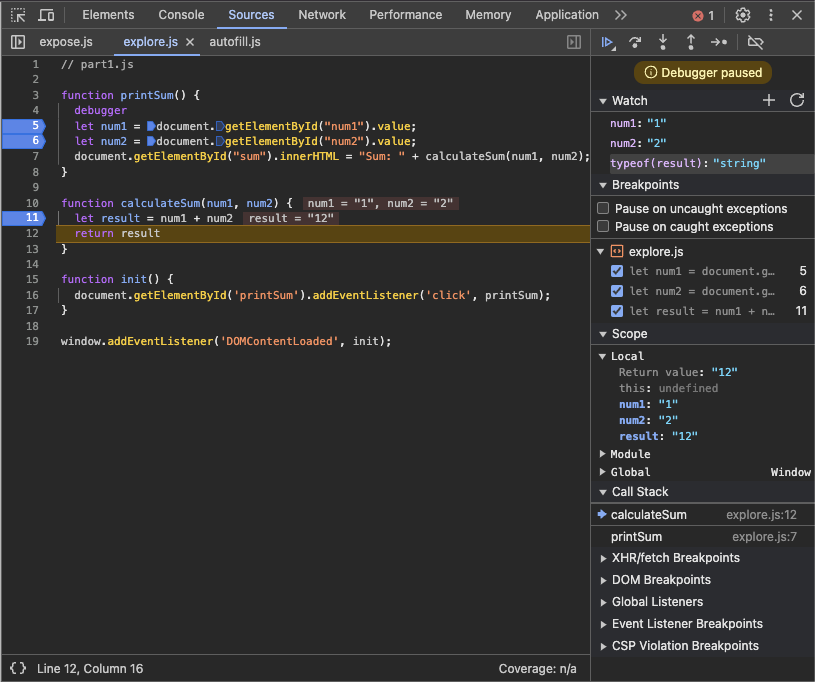 Elements Console Sources Network Performance Memory Application 1
expose.js explore.js autofill.js
1 // part1.js
2
3 function printSum() {
4 debugger
5 let num1 = document.getElementById("num1").value;
6 let num2 = document.getElementById("num2").value;
7 document.getElementById("sum").innerHTML = "Sum: " + calculateSum(num1, num2);
8 }
9
10 function calculateSum(num1, num2) { num1 = "1", num2 = "2"
11 let result = num1 + num2 result = "12"
12 return result
13 }
14
15 function init() {
16 document.getElementById('printSum').addEventListener('click', printSum);
17 }
18
19 window.addEventListener('DOMContentLoaded', init);
{} Line 12, Column 16 Coverage: n/a
Debugger paused
Watch
num1: "1"
num2: "2"
typeof(result): "string"
Breakpoints
Pause on uncaught exceptions
Pause on caught exceptions
explore.js
let num1 = document.g… 5
let num2 = document.g… 6
let result = num1 + n… 11
Scope
Local
Return value: "12"
this: undefined
num1: "1"
num2: "2"
result: "12"
Module
Global Window
Call Stack
calculateSum explore.js:12
printSum explore.js:7
XHR/fetch Breakpoints
DOM Breakpoints
Global Listeners
Event Listener Breakpoints
CSP Violation Breakpoints